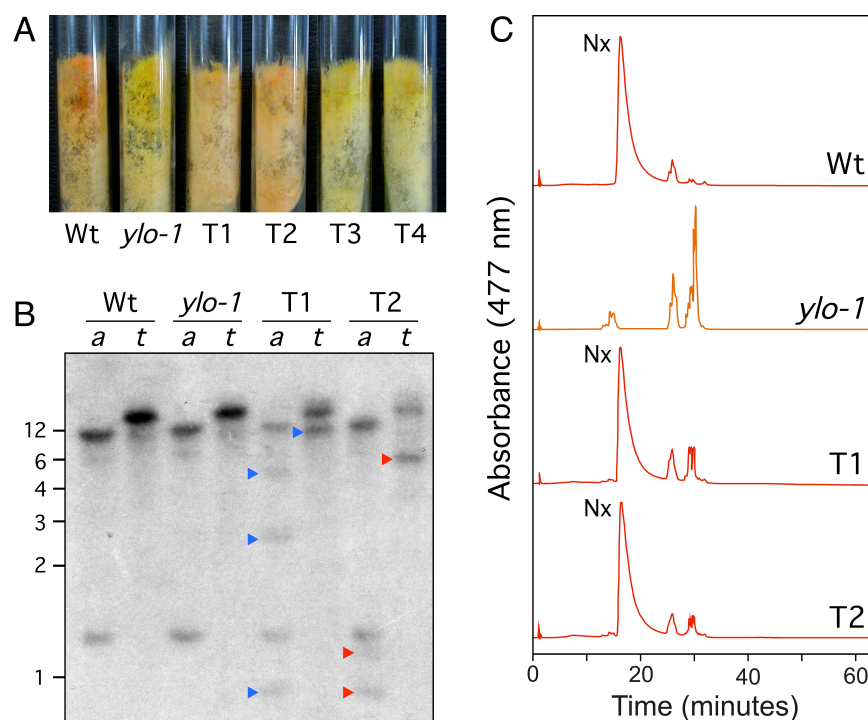 A
Wt ylo-1 T1 T2 T3 T4
B
Wt ylo-1 T1 T2
a t a t a t a t
12
6
4
3
2
1
C
Absorbance (477 nm)
Nx
Wt
ylo-1
Nx
T1
Nx
T2
0 20 40 60
Time (minutes)